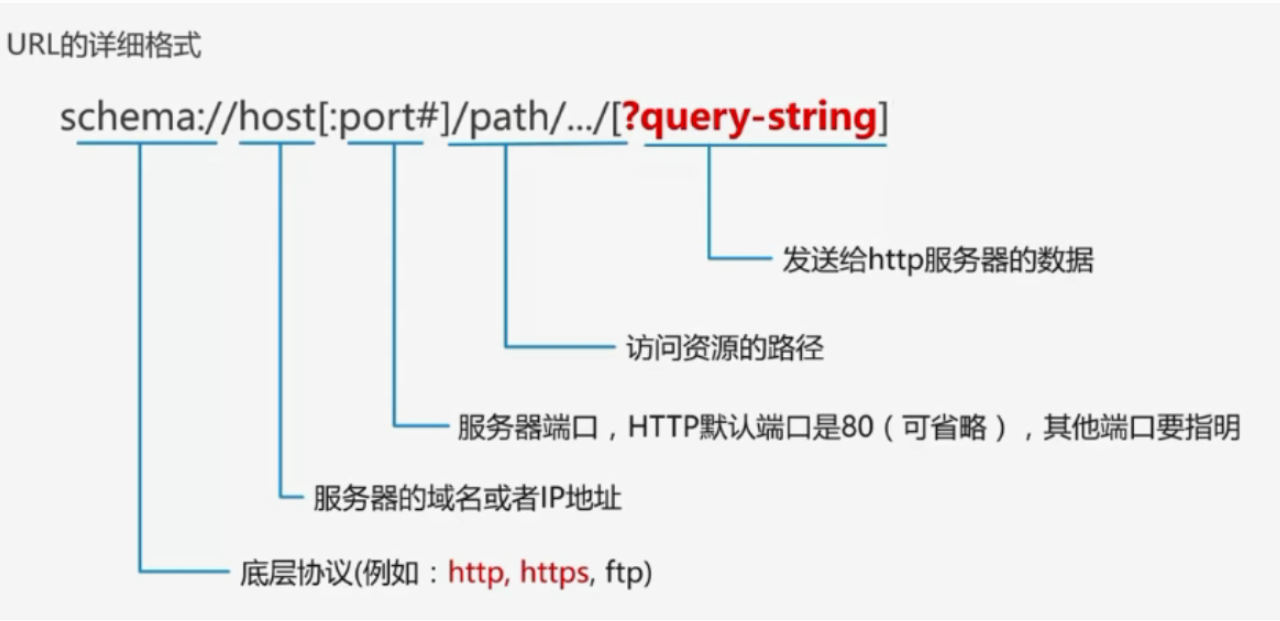 URL的详细格式
schema://host[:port#]/path/.../[?query-string]
发送给http服务器的数据
访问资源的路径
服务器端口，HTTP默认端口是80（可省略），其他端口要指明
服务器的域名或者IP地址
底层协议(例如：http, https, ftp)